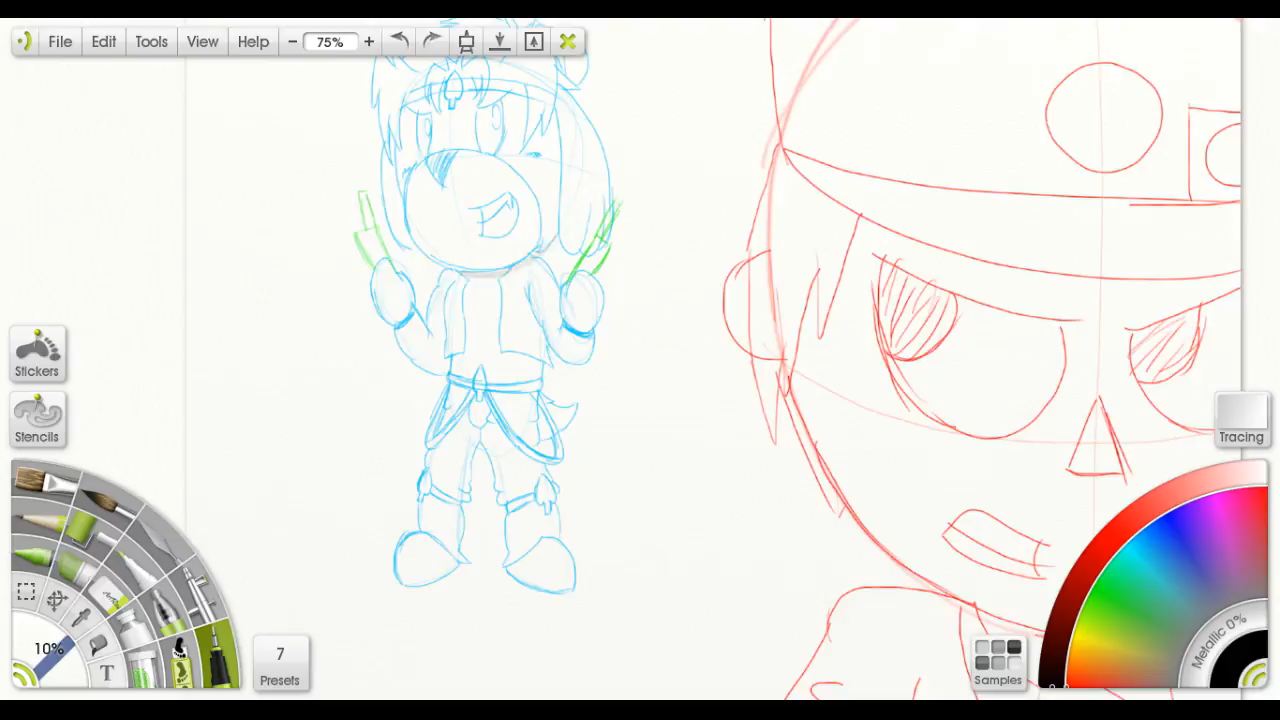 File Edit Tools View Help − 75% +
Stickers
Stencils
Tracing
10%
T
7
Presets
Samples
Metallic 0%